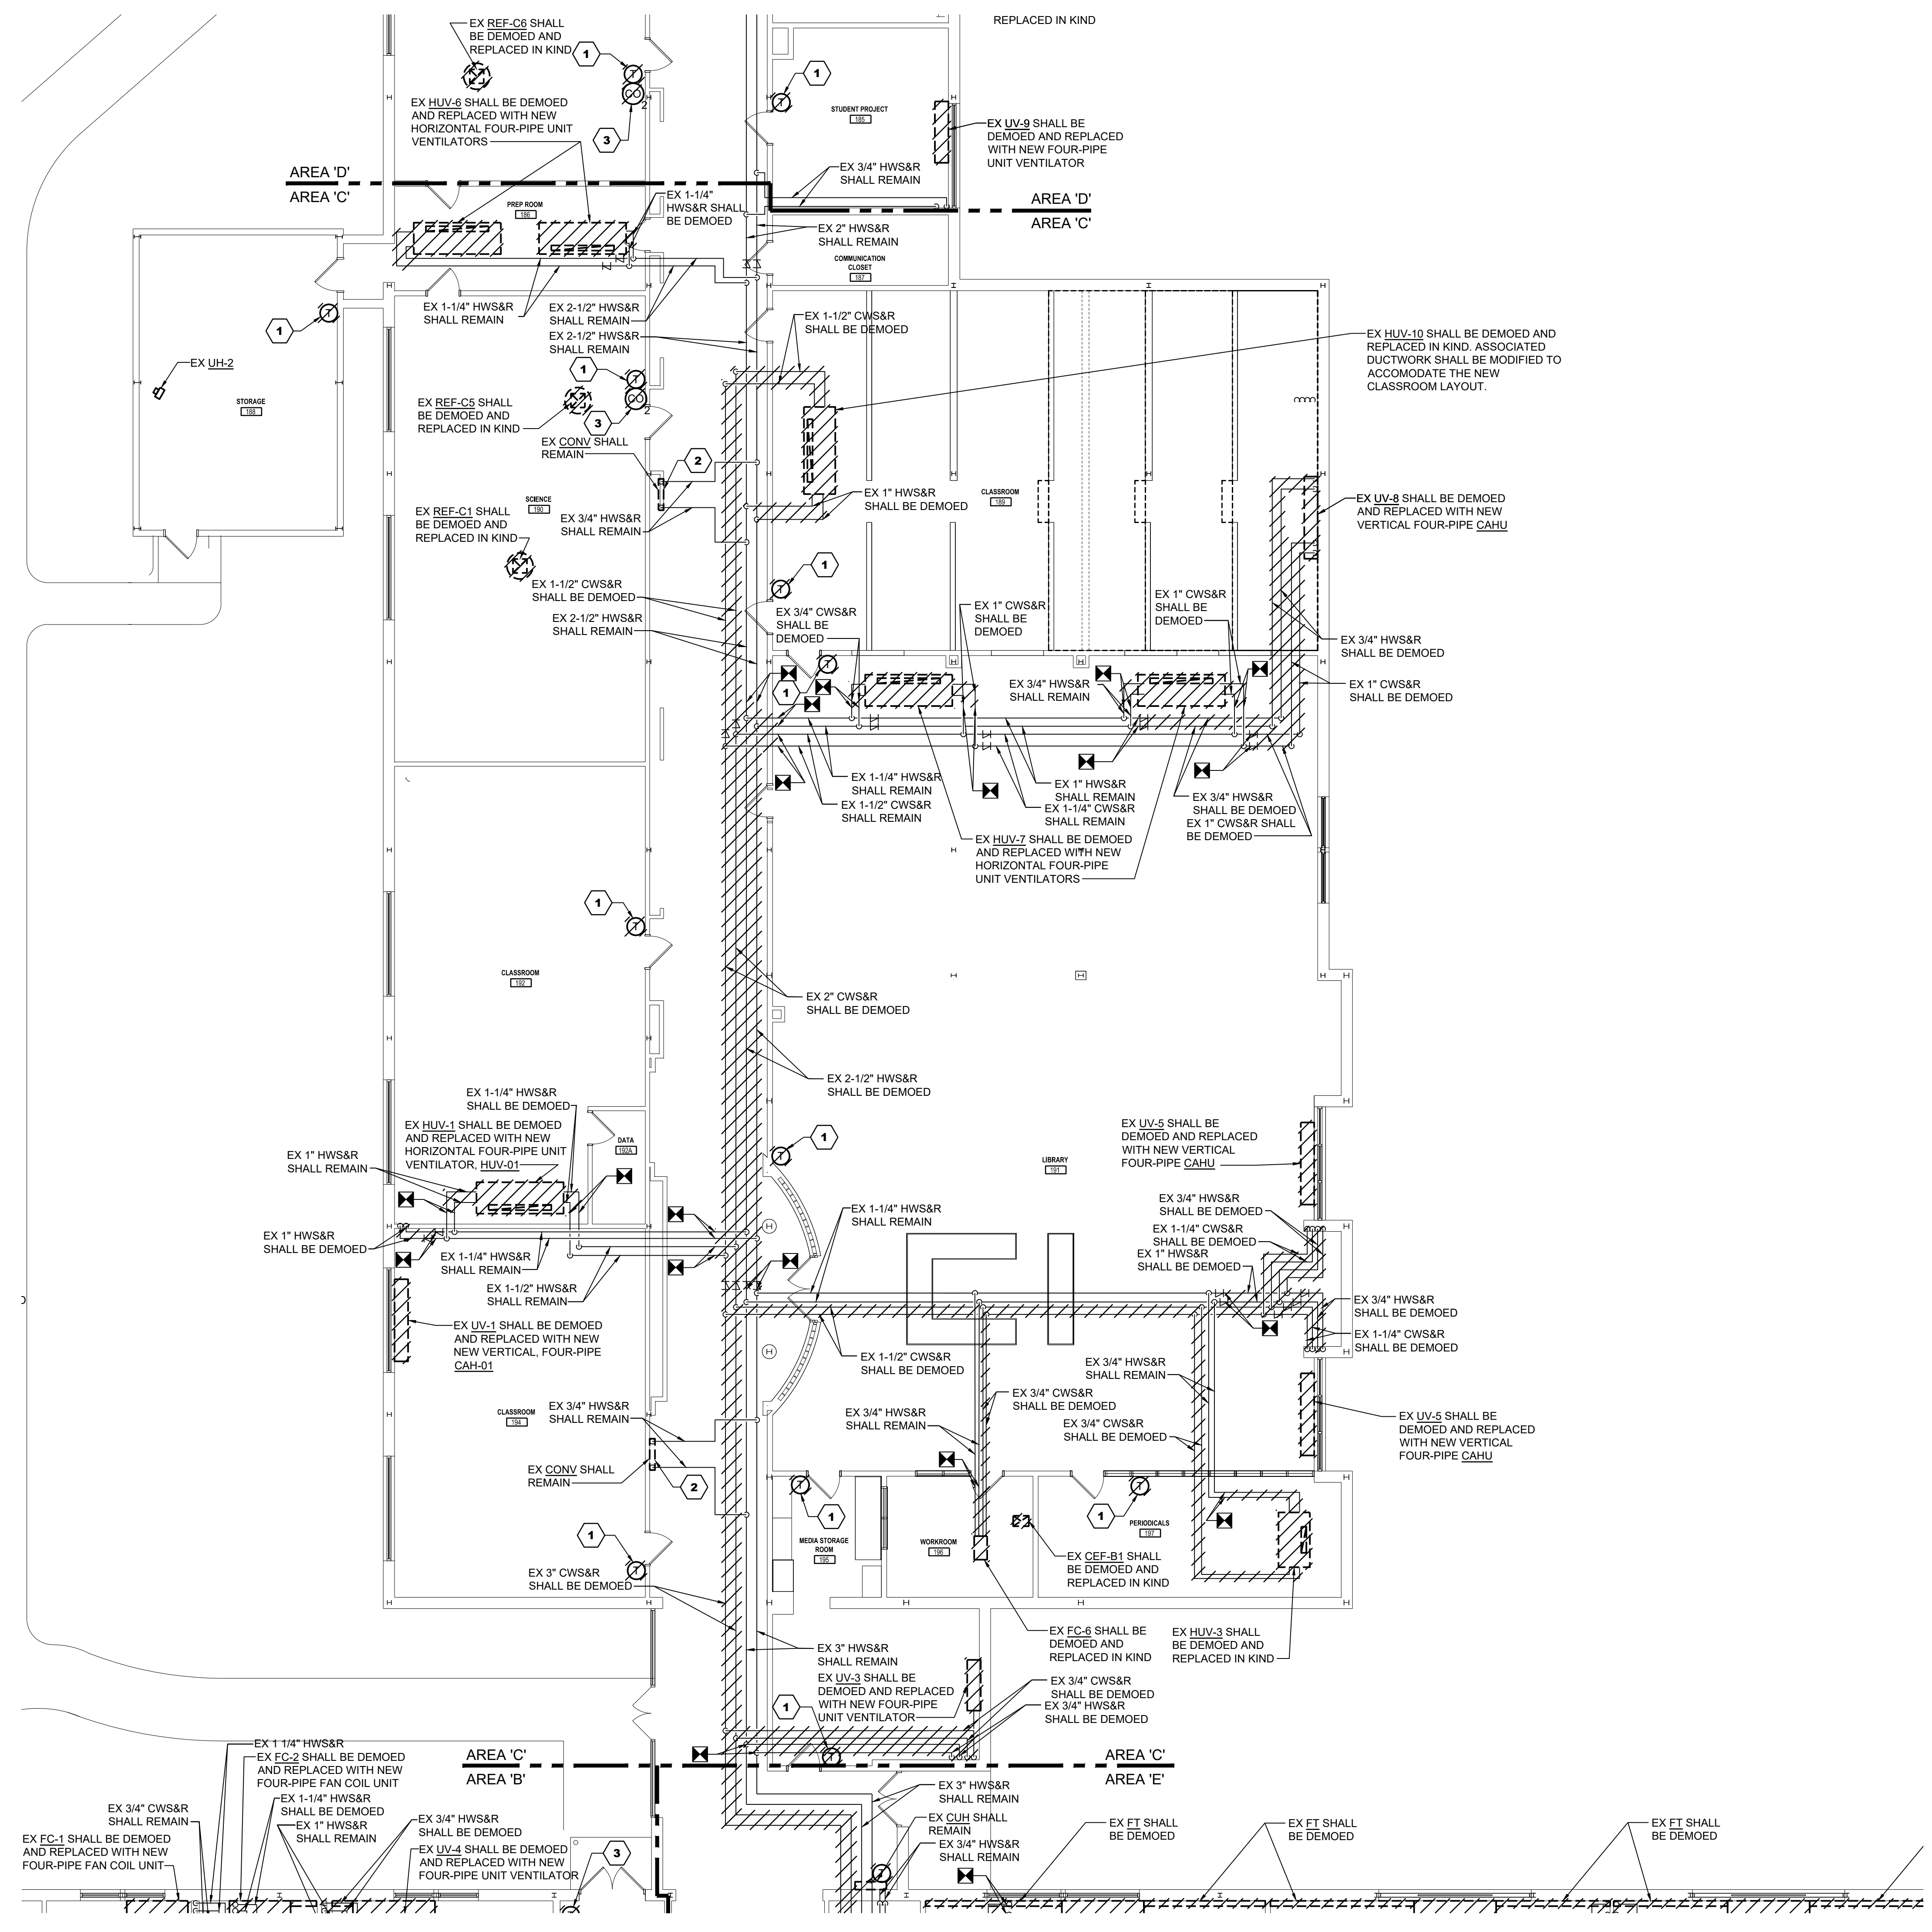 REPLACED IN KIND
EX REF-C6 SHALL
BE DEMOED AND
REPLACED IN KIND
1
T
CO
2
3
EX HUV-6 SHALL BE DEMOED
AND REPLACED WITH NEW
HORIZONTAL FOUR-PIPE UNIT
VENTILATORS
1
T
STUDENT PROJECT
185
EX UV-9 SHALL BE
DEMOED AND REPLACED
WITH NEW FOUR-PIPE
UNIT VENTILATOR
EX 3/4" HWS&R
SHALL REMAIN
AREA 'D'
AREA 'C'
AREA 'D'
AREA 'C'
PREP ROOM
186
EX 1-1/4"
HWS&R SHALL
BE DEMOED
EX 2" HWS&R
SHALL REMAIN
COMMUNICATION
CLOSET
187
EX 1-1/4" HWS&R
SHALL REMAIN
EX 2-1/2" HWS&R
SHALL REMAIN
EX 2-1/2" HWS&R
SHALL REMAIN
EX 1-1/2" CWS&R
SHALL BE DEMOED
1
T
EX UH-2
STORAGE
188
EX HUV-10 SHALL BE DEMOED AND
REPLACED IN KIND. ASSOCIATED
DUCTWORK SHALL BE MODIFIED TO
ACCOMODATE THE NEW
CLASSROOM LAYOUT.
1
T
CO
2
3
EX REF-C5 SHALL
BE DEMOED AND
REPLACED IN KIND
EX CONV SHALL
REMAIN
2
SCIENCE
190
EX REF-C1 SHALL
BE DEMOED AND
REPLACED IN KIND
EX 3/4" HWS&R
SHALL REMAIN
EX 1" HWS&R
SHALL BE DEMOED
CLASSROOM
189
EX UV-8 SHALL BE DEMOED
AND REPLACED WITH NEW
VERTICAL FOUR-PIPE CAHU
1
T
EX 1-1/2" CWS&R
SHALL BE DEMOED
EX 2-1/2" HWS&R
SHALL REMAIN
EX 3/4" CWS&R
SHALL BE
DEMOED
EX 1" CWS&R
SHALL BE
DEMOED
EX 1" CWS&R
SHALL BE
DEMOED
EX 3/4" HWS&R
SHALL BE DEMOED
EX 1" CWS&R
SHALL BE DEMOED
1
T
EX 3/4" HWS&R
SHALL REMAIN
EX 1-1/4" HWS&R
SHALL REMAIN
EX 1-1/2" CWS&R
SHALL REMAIN
EX 1" HWS&R
SHALL REMAIN
EX 1-1/4" CWS&R
SHALL REMAIN
EX 3/4" HWS&R
SHALL BE DEMOED
EX 1" CWS&R SHALL
BE DEMOED
EX HUV-7 SHALL BE DEMOED
AND REPLACED WITH NEW
HORIZONTAL FOUR-PIPE
UNIT VENTILATORS
1
T
CLASSROOM
192
EX 2" CWS&R
SHALL BE DEMOED
EX 2-1/2" HWS&R
SHALL BE DEMOED
EX 1-1/4" HWS&R
SHALL BE DEMOED
EX HUV-1 SHALL BE DEMOED
AND REPLACED WITH NEW
HORIZONTAL FOUR-PIPE UNIT
VENTILATOR, HUV-01
DATA
192A
EX 1" HWS&R
SHALL REMAIN
1
T
LIBRARY
191
EX UV-5 SHALL BE
DEMOED AND REPLACED
WITH NEW VERTICAL
FOUR-PIPE CAHU
EX 3/4" HWS&R
SHALL BE DEMOED
EX 1-1/4" CWS&R
SHALL BE DEMOED
EX 1" HWS&R
SHALL BE DEMOED
EX 1" HWS&R
SHALL BE DEMOED
EX 1-1/4" HWS&R
SHALL REMAIN
EX 1-1/2" HWS&R
SHALL REMAIN
EX 1-1/4" HWS&R
SHALL REMAIN
EX 3/4" HWS&R
SHALL BE DEMOED
EX 1-1/4" CWS&R
SHALL BE DEMOED
EX UV-1 SHALL BE DEMOED
AND REPLACED WITH NEW
NEW VERTICAL, FOUR-PIPE
CAH-01
EX 1-1/2" CWS&R
SHALL BE DEMOED
EX 3/4" HWS&R
SHALL REMAIN
EX 3/4" CWS&R
SHALL BE DEMOED
EX 3/4" HWS&R
SHALL REMAIN
EX 3/4" CWS&R
SHALL BE DEMOED
CLASSROOM
194
EX 3/4" HWS&R
SHALL REMAIN
EX CONV SHALL
REMAIN
2
EX UV-5 SHALL BE
DEMOED AND REPLACED
WITH NEW VERTICAL
FOUR-PIPE CAHU
1
T
T
1
MEDIA STORAGE
ROOM
195
WORKROOM
196
T
1
PERIODICALS
197
EX CEF-B1 SHALL
BE DEMOED AND
REPLACED IN KIND
EX 3" CWS&R
SHALL BE DEMOED
EX FC-6 SHALL BE
DEMOED AND
REPLACED IN KIND
EX HUV-3 SHALL
BE DEMOED AND
REPLACED IN KIND
EX 3" HWS&R
SHALL REMAIN
EX UV-3 SHALL BE
DEMOED AND REPLACED
WITH NEW FOUR-PIPE
UNIT VENTILATOR
EX 3/4" CWS&R
SHALL BE DEMOED
EX 3/4" HWS&R
SHALL BE DEMOED
1
T
AREA 'C'
AREA 'B'
AREA 'C'
AREA 'E'
EX 1 1/4" HWS&R
EX FC-2 SHALL BE DEMOED
AND REPLACED WITH NEW
FOUR-PIPE FAN COIL UNIT
EX 1-1/4" HWS&R
SHALL BE DEMOED
EX 1" HWS&R
SHALL REMAIN
EX 3/4" CWS&R
SHALL REMAIN
EX FC-1 SHALL BE DEMOED
AND REPLACED WITH NEW
FOUR-PIPE FAN COIL UNIT
EX 3/4" HWS&R
SHALL BE DEMOED
EX UV-4 SHALL BE DEMOED
AND REPLACED WITH NEW
FOUR-PIPE UNIT VENTILATOR
3
EX 3" HWS&R
SHALL REMAIN
EX CUH SHALL
REMAIN
EX 3/4" HWS&R
SHALL REMAIN
T
EX FT SHALL
BE DEMOED
EX FT SHALL
BE DEMOED
EX FT SHALL
BE DEMOED